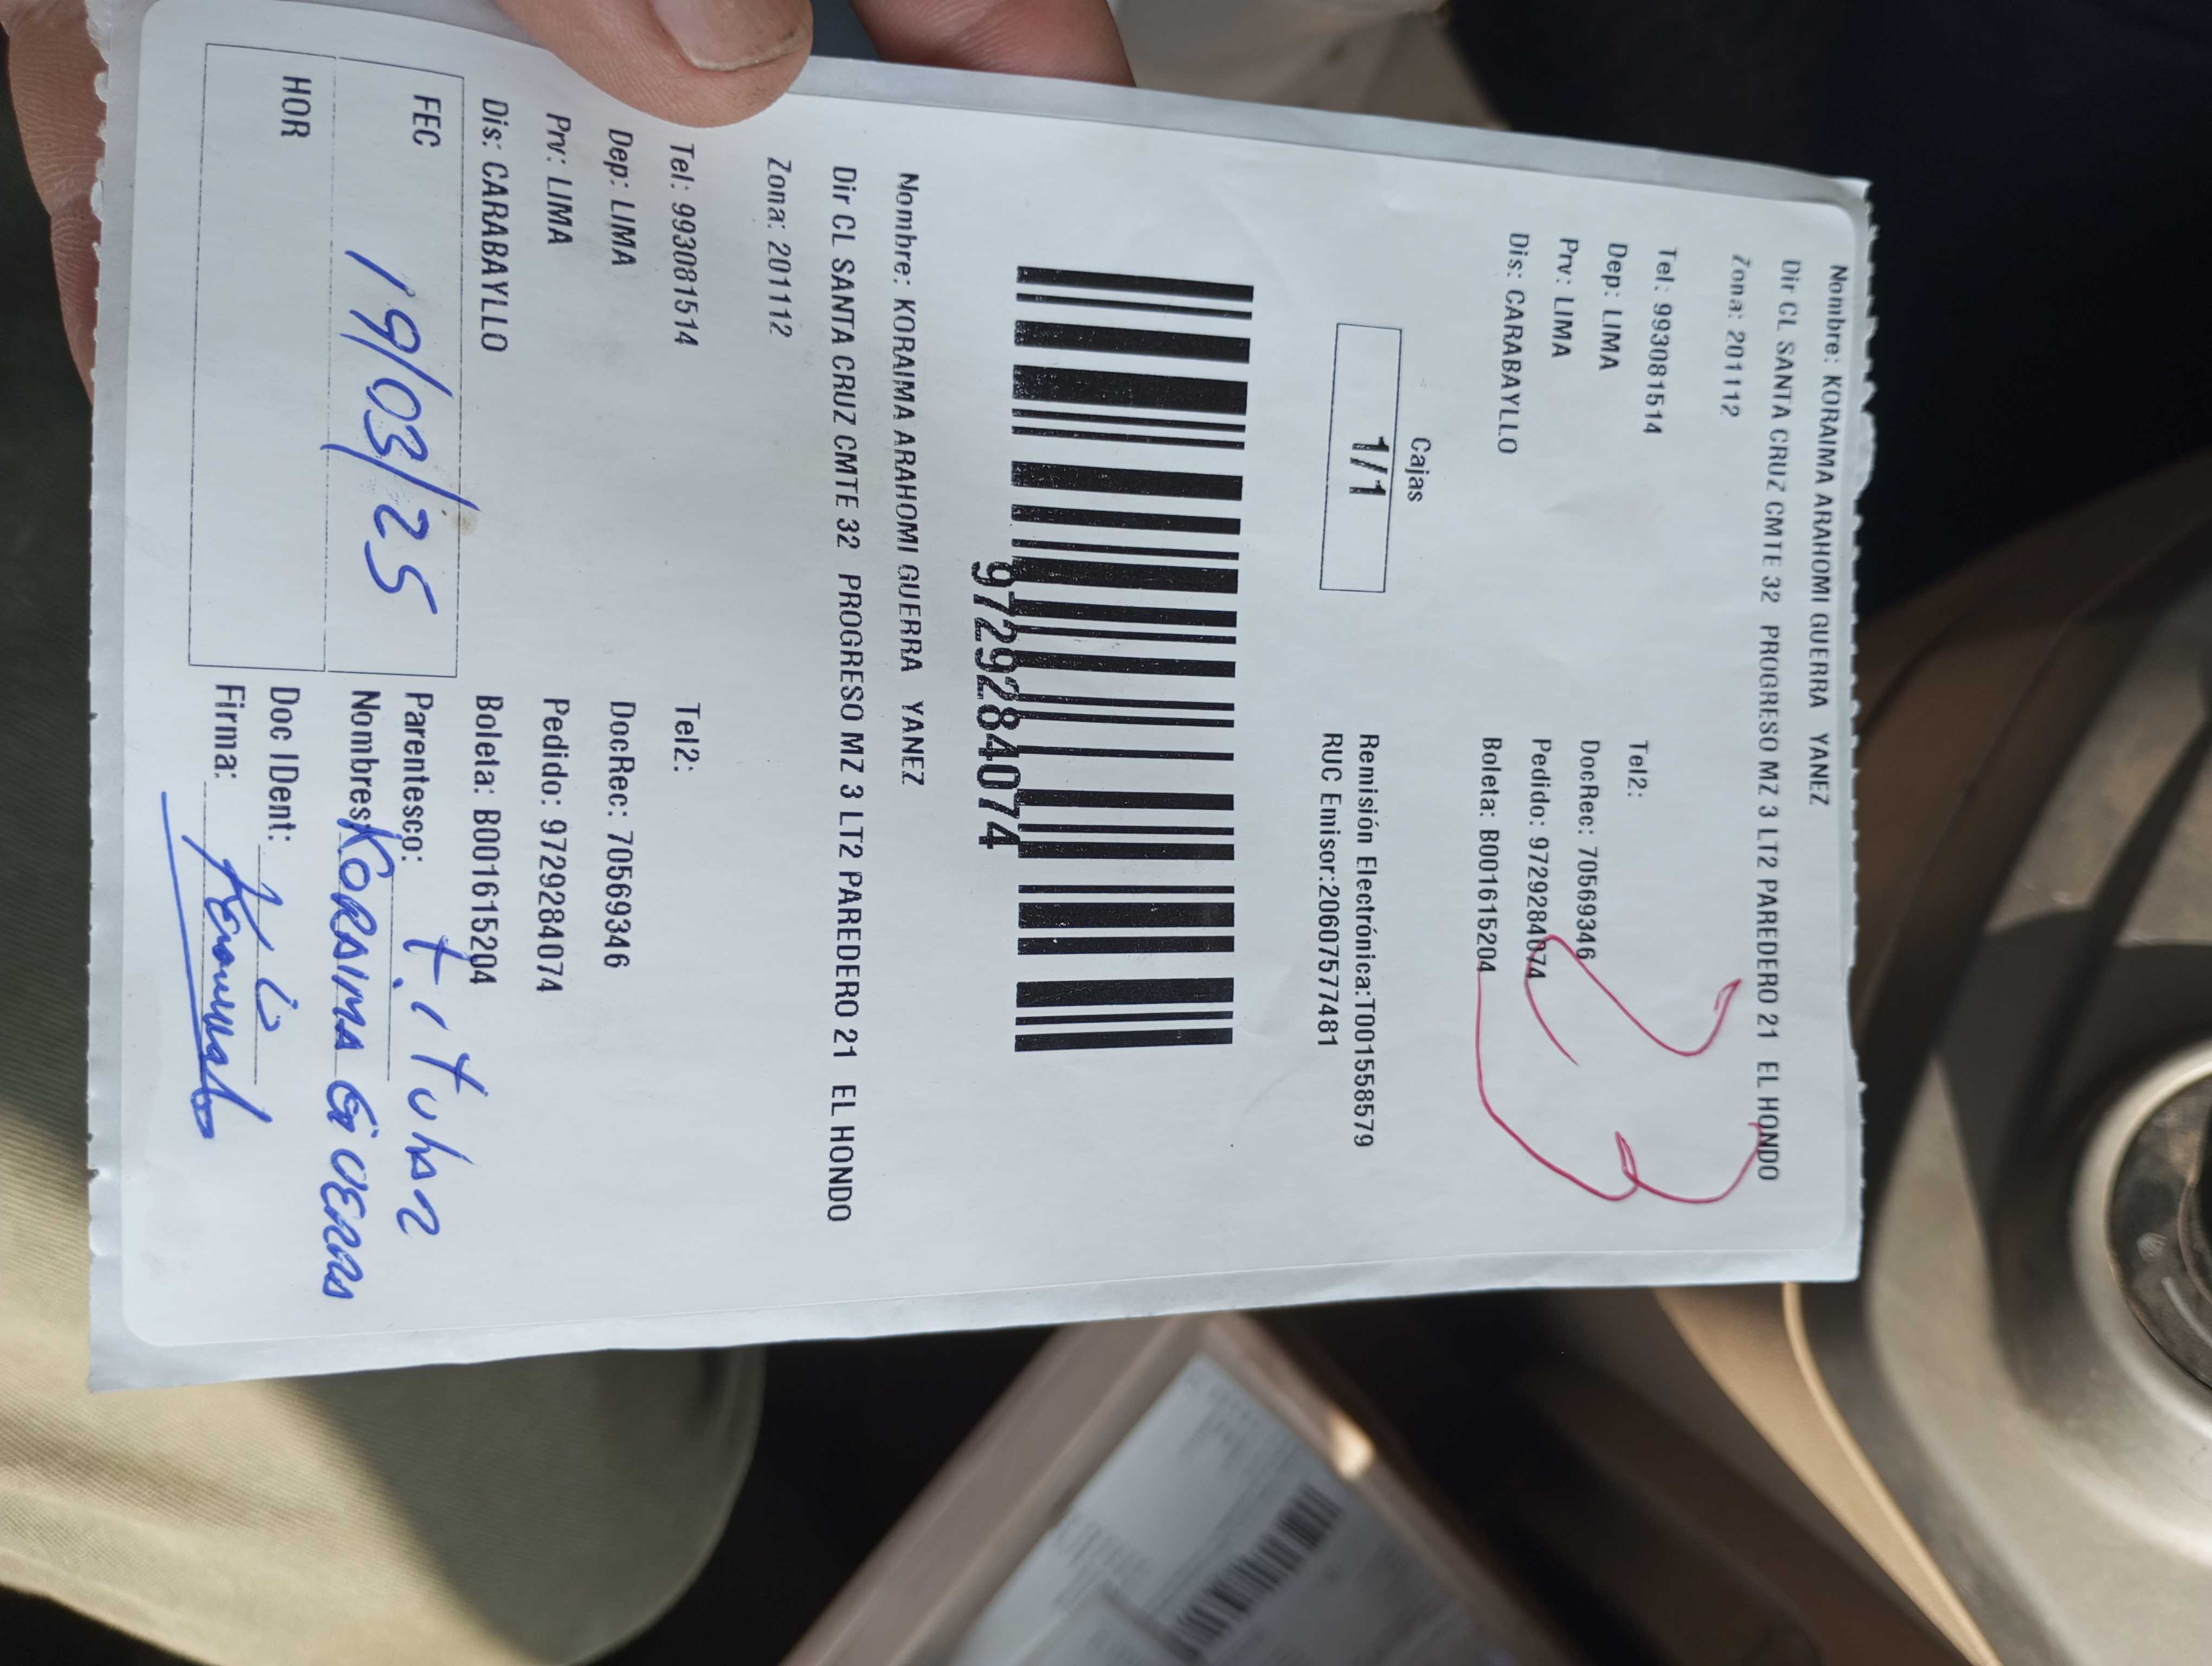 Nombre: KORAIMA ARAHOMI GUERRA YANEZ
Dir CL SANTA CRUZ CMTE 32 PROGRESO MZ 3 LT2 PAREDERO 21 EL HONDO
Zona: 201112
Tel: 993081514 Tel2:
Dep: LIMA DocRec: 70569346
Prv: LIMA Pedido: 9729284074
Dis: CARABAYLLO Boleta: B001615204
Cajas
1/1
Remisión Electrónica:T001558579
RUC Emisor:20607577481
9729284074
Nombre: KORAIMA ARAHOMI GUERRA YANEZ
Dir CL SANTA CRUZ CMTE 32 PROGRESO MZ 3 LT2 PAREDERO 21 EL HONDO
Zona: 201112
Tel: 993081514 Tel2:
Dep: LIMA DocRec: 70569346
Prv: LIMA Pedido: 9729284074
Dis: CARABAYLLO Boleta: B001615204
FEC 19/03/25
HOR
Parentesco:
Nombres: KORAIMA GUERRA
Doc IDent:
Firma: